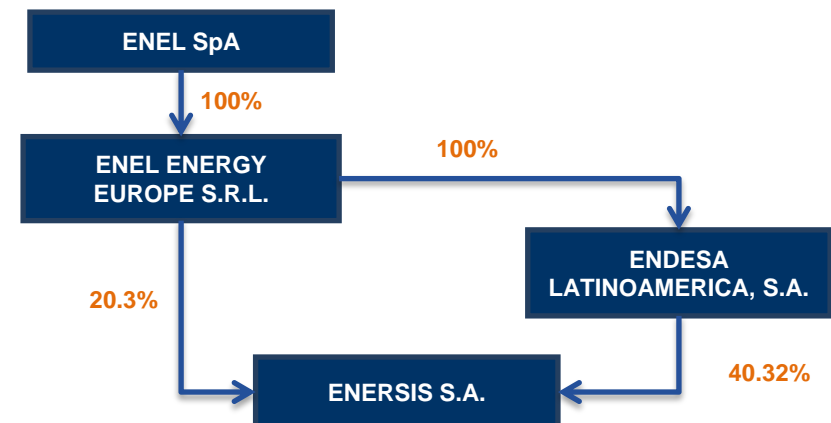 ENEL SpA
100%
ENEL ENERGY
EUROPE S.R.L.
100%
ENDESA
LATINOAMERICA, S.A.
20.3%
40.32%
ENERSIS S.A.